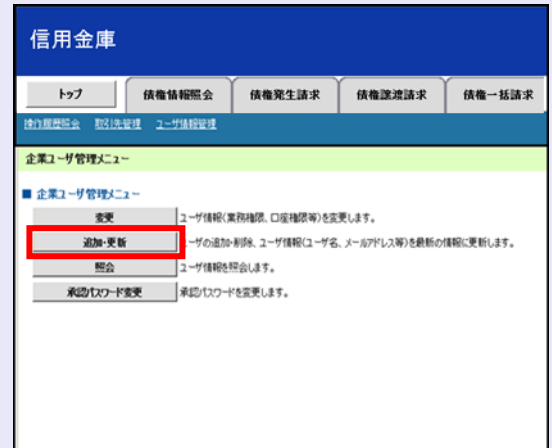 信用金庫
トップ 債権情報照会 債権発生請求 債権譲渡請求 債権一括請求
操作履歴照会 取引先管理 ユーザ情報管理
企業ユーザ管理メニュー
■ 企業ユーザ管理メニュー
変更 ユーザ情報(業務権限、口座権限等)を変更します。
追加・更新 ーザの追加・削除、ユーザ情報(ユーザ名、メールアドレス等)を最新の情報に更新します。
照会 ユーザ情報を照会します。
承認パスワード変更 承認パスワードを変更します。